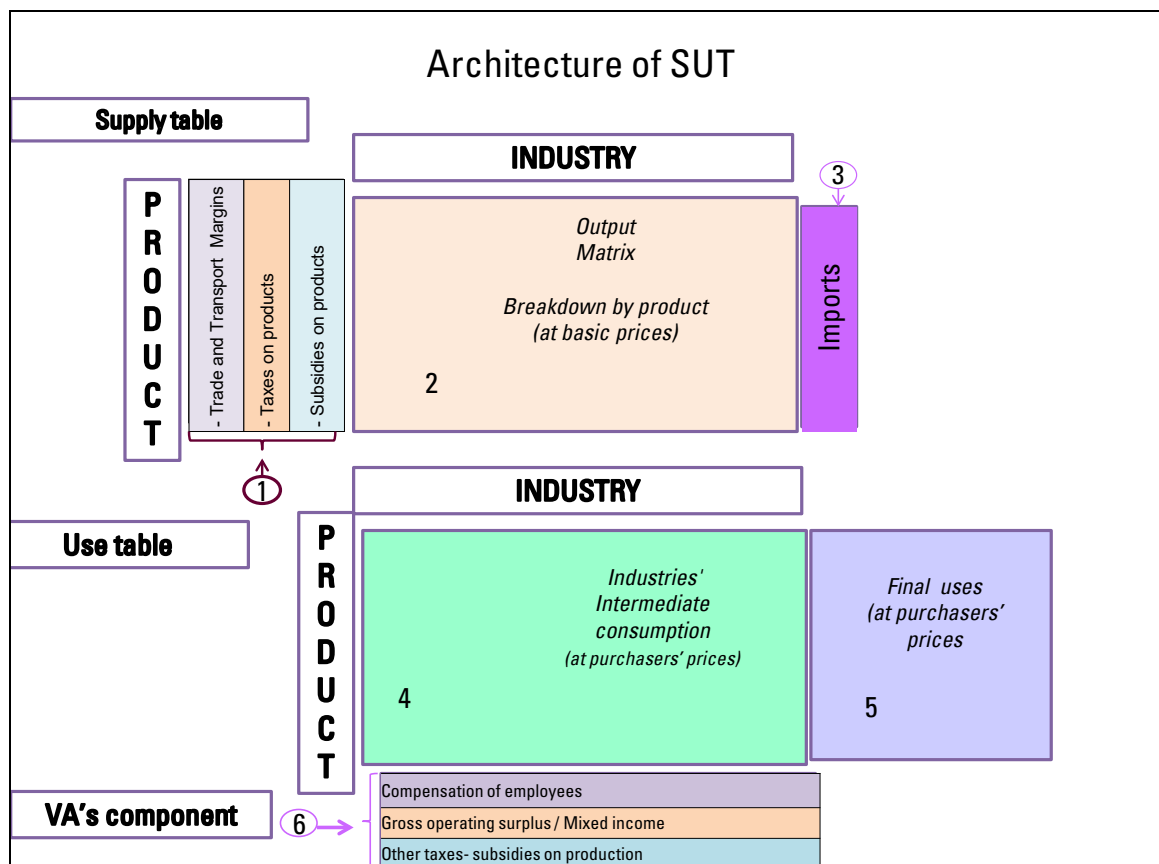 Architecture of SUT
Supply table
INDUSTRY
3
P
R
O
D
U
C
T
- Trade and Transport Margins
- Taxes on products
- Subsidies on products
Output
Matrix
Breakdown by product
(at basic prices)
2
Imports
1
INDUSTRY
Use table
P
R
O
D
U
C
T
Industries'
Intermediate
consumption
(at purchasers' prices)
4
Final uses
(at purchasers'
prices
5
VA's component
6
Compensation of employees
Gross operating surplus / Mixed income
Other taxes- subsidies on production